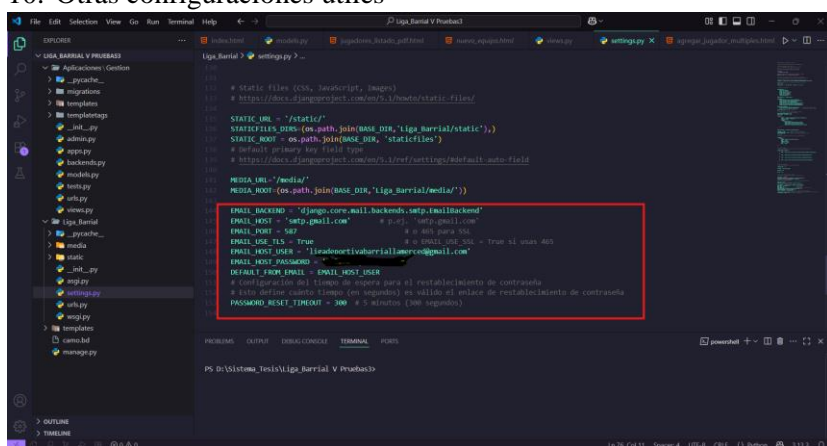 10. Otras configuraciones útiles
File Edit Selection View Go Run Terminal Help
Liga_Barrial V Pruebas3
EXPLORER
index.html
models.py
jugadores_listado_pdf.html
nuevo_equipo.html
views.py
settings.py
agregar_jugador_multiples.html
LIGA_BARRIAL V PRUEBAS3
Liga_Barrial > settings.py > ...
Aplicaciones\Gestion
__pycache__
migrations
templates
templatetags
__init__.py
admin.py
apps.py
backends.py
models.py
tests.py
urls.py
views.py
Liga_Barrial
__pycache__
media
static
__init__.py
asgi.py
settings.py
urls.py
wsgi.py
templates
camo.bd
manage.py
# Static files (CSS, JavaScript, Images)
# https://docs.djangoproject.com/en/5.1/howto/static-files/
STATIC_URL = '/static/'
STATICFILES_DIRS=(os.path.join(BASE_DIR,'Liga_Barrial/static'),)
STATIC_ROOT = os.path.join(BASE_DIR, 'staticfiles')
# Default primary key field type
# https://docs.djangoproject.com/en/5.1/ref/settings/#default-auto-field
MEDIA_URL='/media/'
MEDIA_ROOT=(os.path.join(BASE_DIR,'Liga_Barrial/media/'))
EMAIL_BACKEND = 'django.core.mail.backends.smtp.EmailBackend'
EMAIL_HOST = 'smtp.gmail.com' # p.ej. 'smtp.gmail.com'
EMAIL_PORT = 587 # o 465 para SSL
EMAIL_USE_TLS = True # o EMAIL_USE_SSL = True si usas 465
EMAIL_HOST_USER = 'ligadeportivabarriallamerced@gmail.com'
EMAIL_HOST_PASSWORD =
DEFAULT_FROM_EMAIL = EMAIL_HOST_USER
# Configuración del tiempo de espera para el restablecimiento de contraseña
# Esto define cuánto tiempo (en segundos) es válido el enlace de restablecimiento de contraseña
PASSWORD_RESET_TIMEOUT = 300 # 5 minutos (300 segundos)
PROBLEMS OUTPUT DEBUG CONSOLE TERMINAL PORTS
powershell
PS D:\Sistema_Tesis\Liga_Barrial V Pruebas3>
OUTLINE
TIMELINE